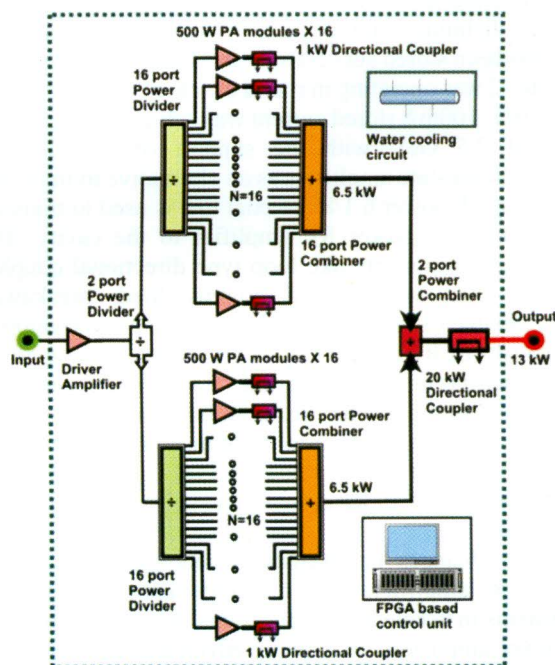 500 W PA modules X 16
1 kW Directional Coupler
16 port
Power
Divider
Water cooling
circuit
÷
+
N=16
6.5 kW
16 port Power
Combiner
2 port
Power
Divider
2 port
Power
Combiner
Input
Driver
Amplifier
÷
+
Output
13 kW
20 kW
Directional
Coupler
500 W PA modules X 16
16 port Power
Combiner
÷
+
N=16
6.5 kW
16 port
Power
Divider
FPGA based
control unit
1 kW Directional Coupler